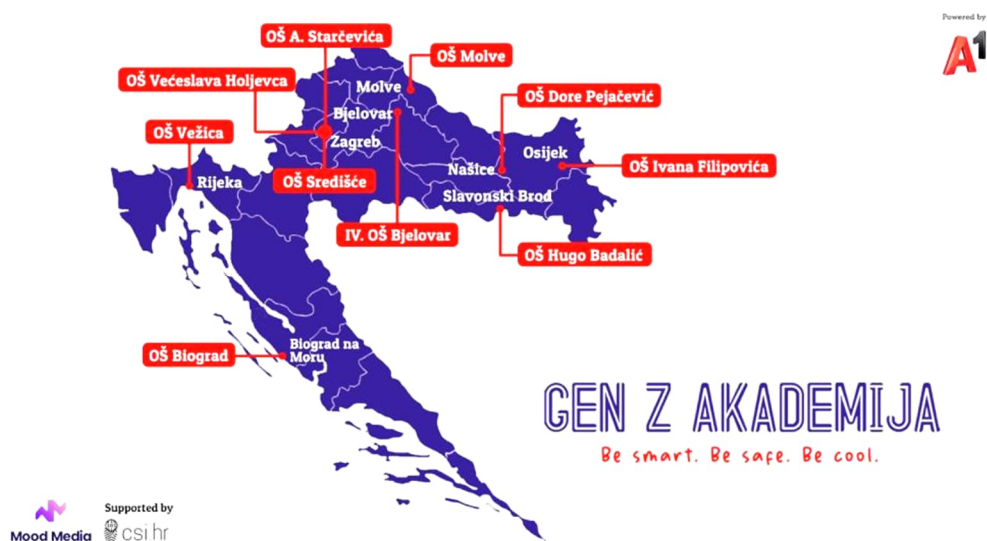 Powered by
A1
OŠ A. Starčevića
OŠ Molve
OŠ Većeslava Holjevca
Molve
OŠ Dore Pejačević
Bjelovar
OŠ Vežica
Zagreb
Osijek
OŠ Ivana Filipovića
Našice
Rijeka
OŠ Središće
Slavonski Brod
IV. OŠ Bjelovar
OŠ Hugo Badalić
OŠ Biograd
Biograd na
Moru
GEN Z AKADEMIJA
Be smart. Be safe. Be cool.
Supported by
csi.hr
Mood Media